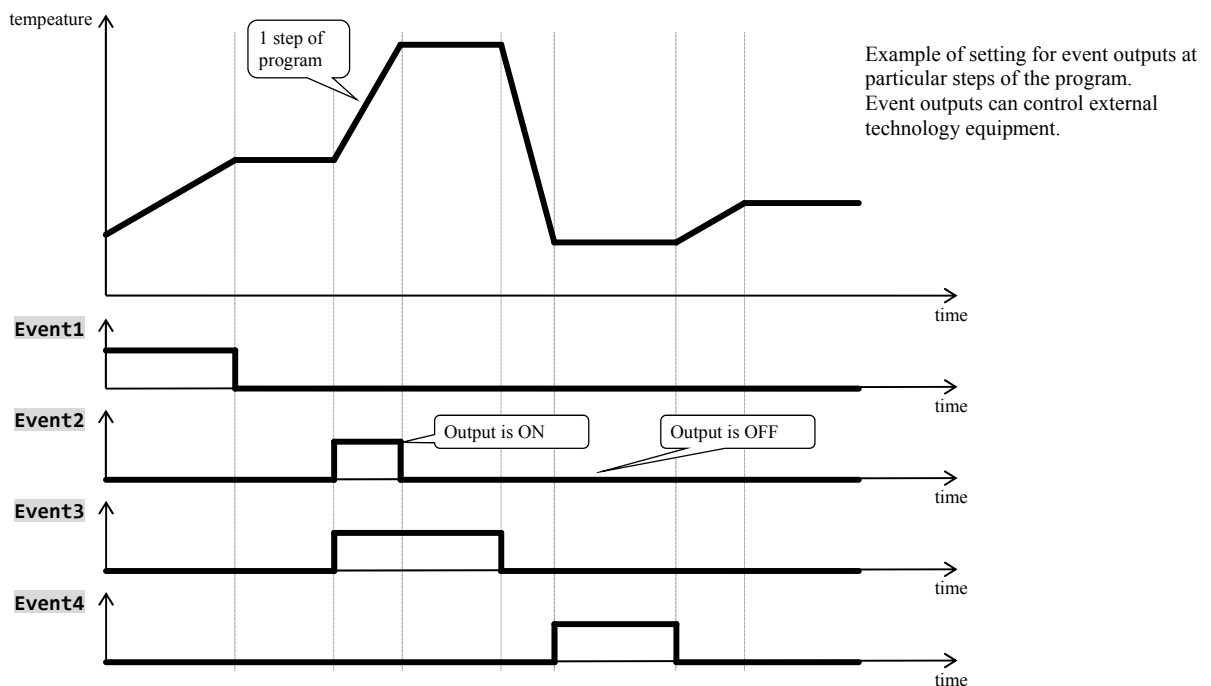 tempeature
1 step of
program
Example of setting for event outputs at
particular steps of the program.
Event outputs can control external
technology equipment.
time
Event1
time
Event2
Output is ON
Output is OFF
time
Event3
time
Event4
time